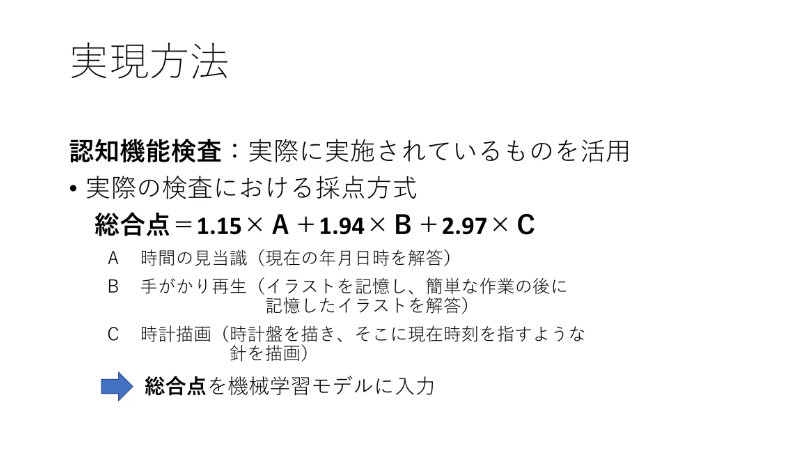 実現方法
認知機能検査：実際に実施されているものを活用
• 実際の検査における採点方式
総合点＝1.15× A＋1.94× B＋2.97× C
A 時間の見当識（現在の年月日時を解答）
B 手がかり再生（イラストを記憶し、簡単な作業の後に
記憶したイラストを解答）
C 時計描画（時計盤を描き、そこに現在時刻を指すような
針を描画）
総合点を機械学習モデルに入力